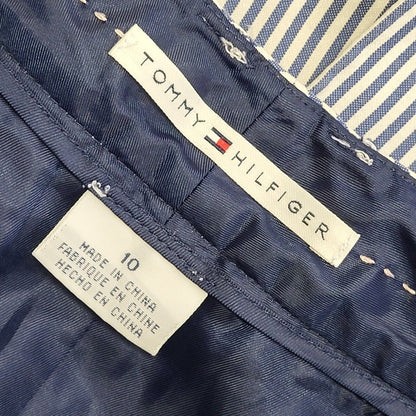 TOMMY HILFIGER
10
MADE IN CHINA
FABRIQUE EN CHINE
HECHO EN CHINA